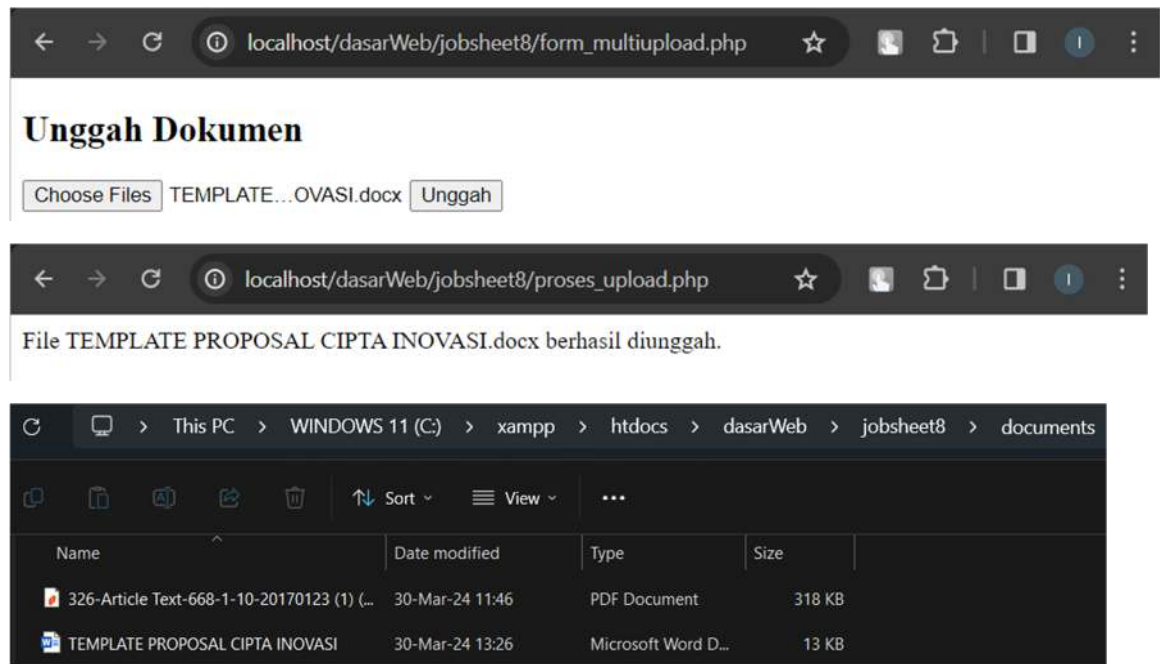 localhost/dasarWeb/jobsheet8/form_multiupload.php
I
Unggah Dokumen
Choose Files TEMPLATE...OVASI.docx Unggah
localhost/dasarWeb/jobsheet8/proses_upload.php
I
File TEMPLATE PROPOSAL CIPTA INOVASI.docx berhasil diunggah.
This PC > WINDOWS 11 (C:) > xampp > htdocs > dasarWeb > jobsheet8 > documents
Sort View ...
Name Date modified Type Size
326-Article Text-668-1-10-20170123 (1) (... 30-Mar-24 11:46 PDF Document 318 KB
TEMPLATE PROPOSAL CIPTA INOVASI 30-Mar-24 13:26 Microsoft Word D... 13 KB